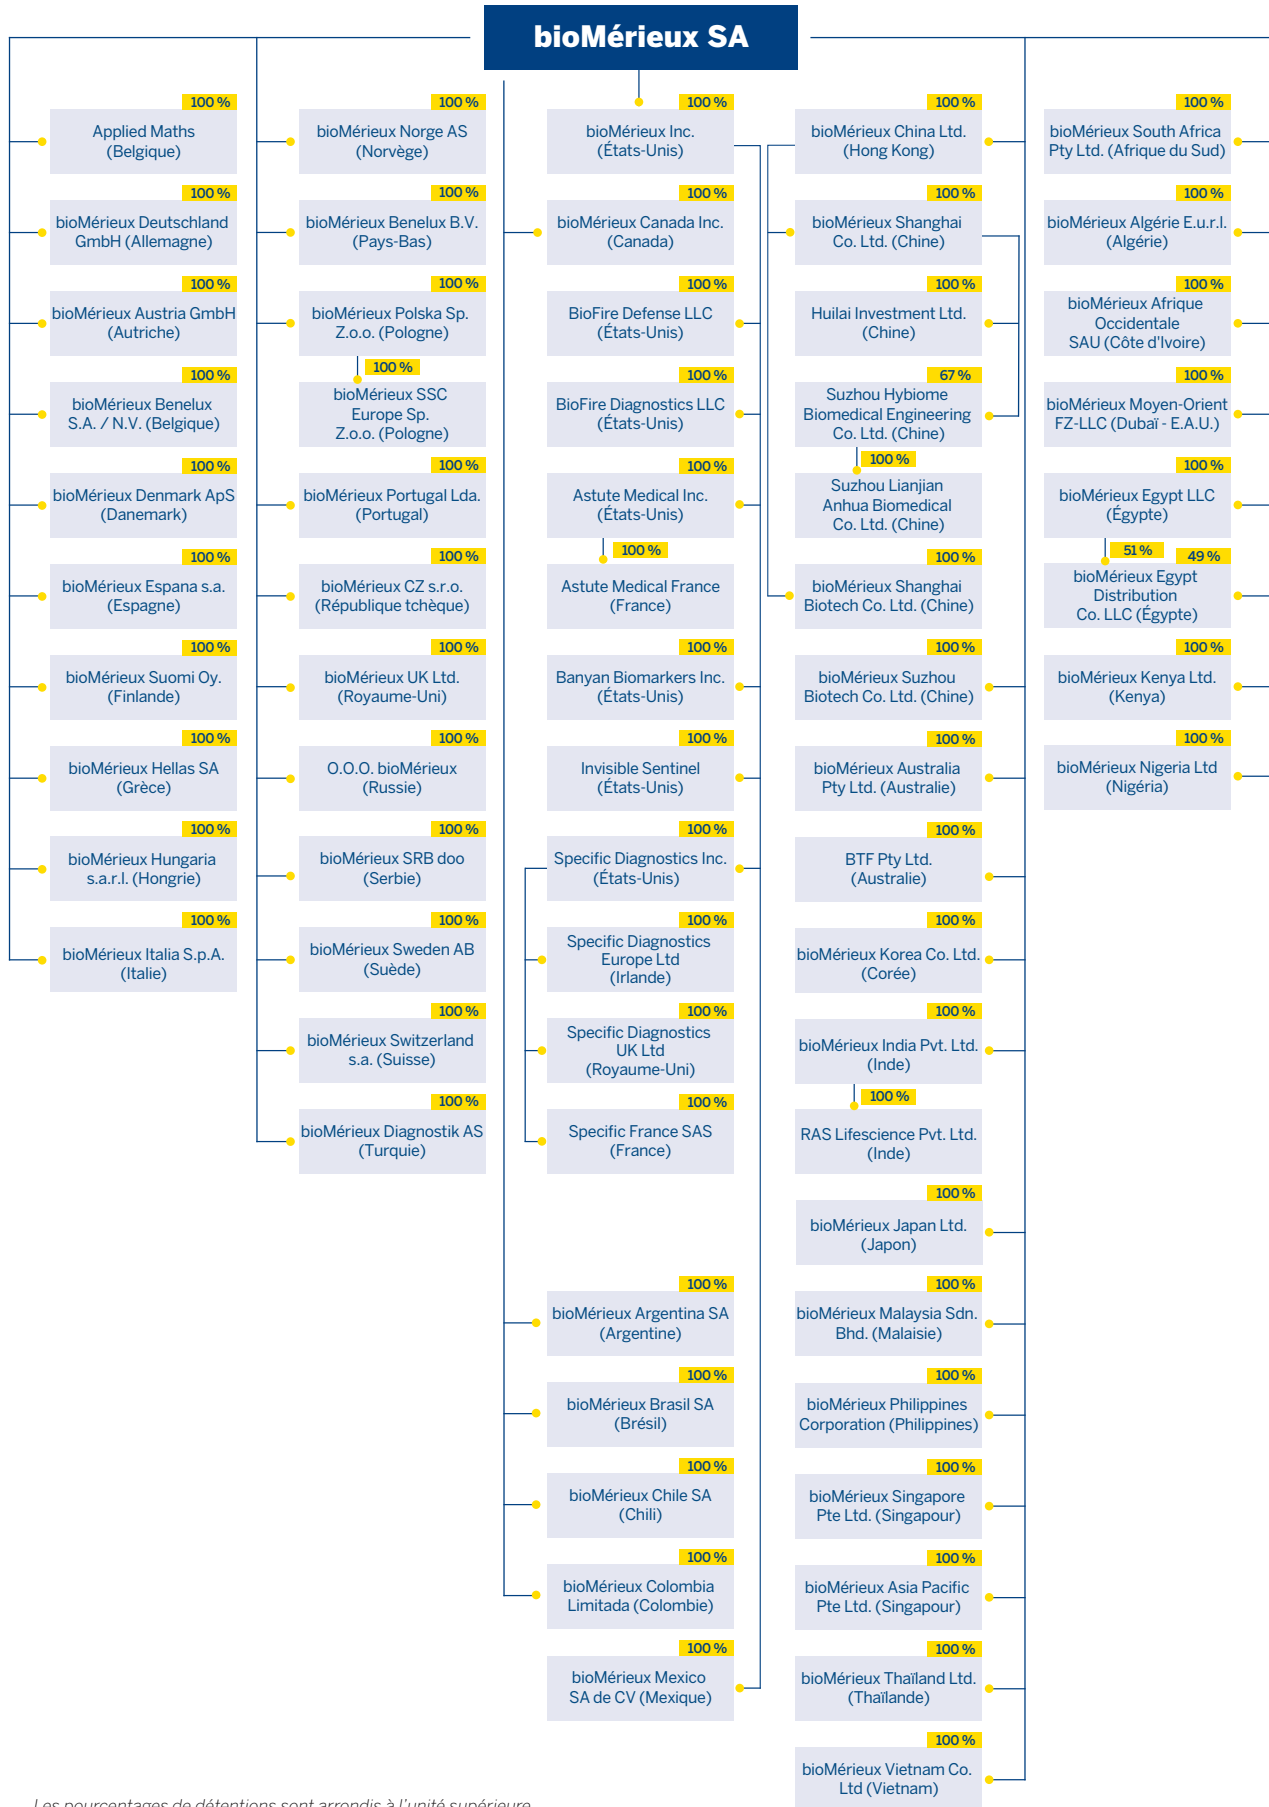 bioMérieux SA
100 %
Applied Maths
(Belgique)
100 %
bioMérieux Deutschland
GmbH (Allemagne)
100 %
bioMérieux Austria GmbH
(Autriche)
100 %
bioMérieux Benelux
S.A. / N.V. (Belgique)
100 %
bioMérieux Denmark ApS
(Danemark)
100 %
bioMérieux Espana s.a.
(Espagne)
100 %
bioMérieux Suomi Oy.
(Finlande)
100 %
bioMérieux Hellas SA
(Grèce)
100 %
bioMérieux Hungaria
s.a.r.l. (Hongrie)
100 %
bioMérieux Italia S.p.A.
(Italie)
100 %
bioMérieux Norge AS
(Norvège)
100 %
bioMérieux Benelux B.V.
(Pays-Bas)
100 %
bioMérieux Polska Sp.
Z.o.o. (Pologne)
100 %
bioMérieux SSC
Europe Sp.
Z.o.o. (Pologne)
100 %
bioMérieux Portugal Lda.
(Portugal)
100 %
bioMérieux CZ s.r.o.
(République tchèque)
100 %
bioMérieux UK Ltd.
(Royaume-Uni)
100 %
O.O.O. bioMérieux
(Russie)
100 %
bioMérieux SRB doo
(Serbie)
100 %
bioMérieux Sweden AB
(Suède)
100 %
bioMérieux Switzerland
s.a. (Suisse)
100 %
bioMérieux Diagnostik AS
(Turquie)
100 %
bioMérieux Inc.
(États-Unis)
100 %
bioMérieux Canada Inc.
(Canada)
100 %
BioFire Defense LLC
(États-Unis)
100 %
BioFire Diagnostics LLC
(États-Unis)
100 %
Astute Medical Inc.
(États-Unis)
100 %
Astute Medical France
(France)
100 %
Banyan Biomarkers Inc.
(États-Unis)
100 %
Invisible Sentinel
(États-Unis)
100 %
Specific Diagnostics Inc.
(États-Unis)
100 %
Specific Diagnostics
Europe Ltd
(Irlande)
100 %
Specific Diagnostics
UK Ltd
(Royaume-Uni)
100 %
Specific France SAS
(France)
100 %
bioMérieux Argentina SA
(Argentine)
100 %
bioMérieux Brasil SA
(Brésil)
100 %
bioMérieux Chile SA
(Chili)
100 %
bioMérieux Colombia
Limitada (Colombie)
100 %
bioMérieux Mexico
SA de CV (Mexique)
100 %
bioMérieux China Ltd.
(Hong Kong)
100 %
bioMérieux Shanghai
Co. Ltd. (Chine)
100 %
Huilai Investment Ltd.
(Chine)
67 %
Suzhou Hybiome
Biomedical Engineering
Co. Ltd. (Chine)
100 %
Suzhou Lianjian
Anhua Biomedical
Co. Ltd. (Chine)
100 %
bioMérieux Shanghai
Biotech Co. Ltd. (Chine)
100 %
bioMérieux Suzhou
Biotech Co. Ltd. (Chine)
100 %
bioMérieux Australia
Pty Ltd. (Australie)
100 %
BTF Pty Ltd.
(Australie)
100 %
bioMérieux Korea Co. Ltd.
(Corée)
100 %
bioMérieux India Pvt. Ltd.
(Inde)
100 %
RAS Lifescience Pvt. Ltd.
(Inde)
100 %
bioMérieux Japan Ltd.
(Japon)
100 %
bioMérieux Malaysia Sdn.
Bhd. (Malaisie)
100 %
bioMérieux Philippines
Corporation (Philippines)
100 %
bioMérieux Singapore
Pte Ltd. (Singapour)
100 %
bioMérieux Asia Pacific
Pte Ltd. (Singapour)
100 %
bioMérieux Thaïland Ltd.
(Thaïlande)
100 %
bioMérieux Vietnam Co.
Ltd (Vietnam)
100 %
bioMérieux South Africa
Pty Ltd. (Afrique du Sud)
100 %
bioMérieux Algérie E.u.r.l.
(Algérie)
100 %
bioMérieux Afrique
Occidentale
SAU (Côte d'Ivoire)
100 %
bioMérieux Moyen-Orient
FZ-LLC (Dubaï - E.A.U.)
100 %
bioMérieux Egypt LLC
(Égypte)
51 %
49 %
bioMérieux Egypt
Distribution
Co. LLC (Égypte)
100 %
bioMérieux Kenya Ltd.
(Kenya)
100 %
bioMérieux Nigeria Ltd
(Nigéria)
Les pourcentages de détentions sont arrondis à l'unité supérieure